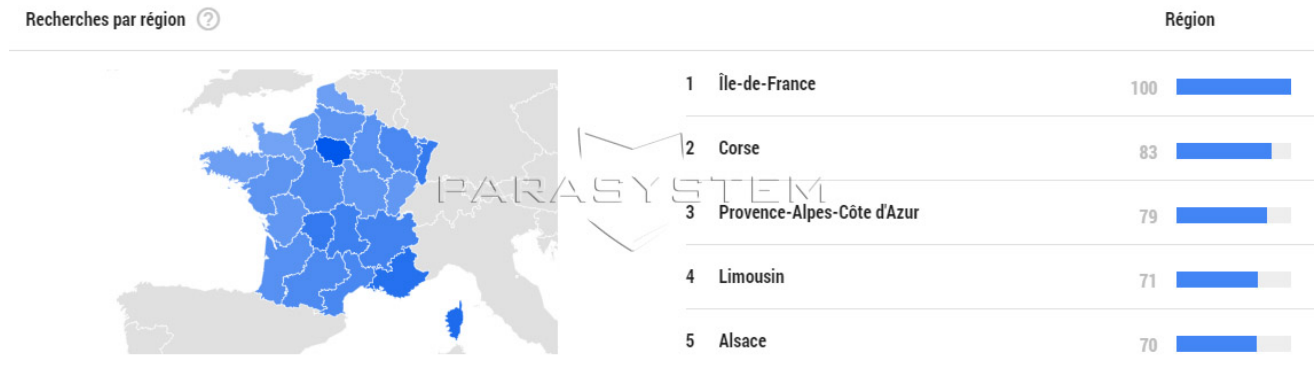 Recherches par région ?
Région
1 Île-de-France 100
2 Corse 83
PARASYSTEM
3 Provence-Alpes-Côte d'Azur 79
4 Limousin 71
5 Alsace 70